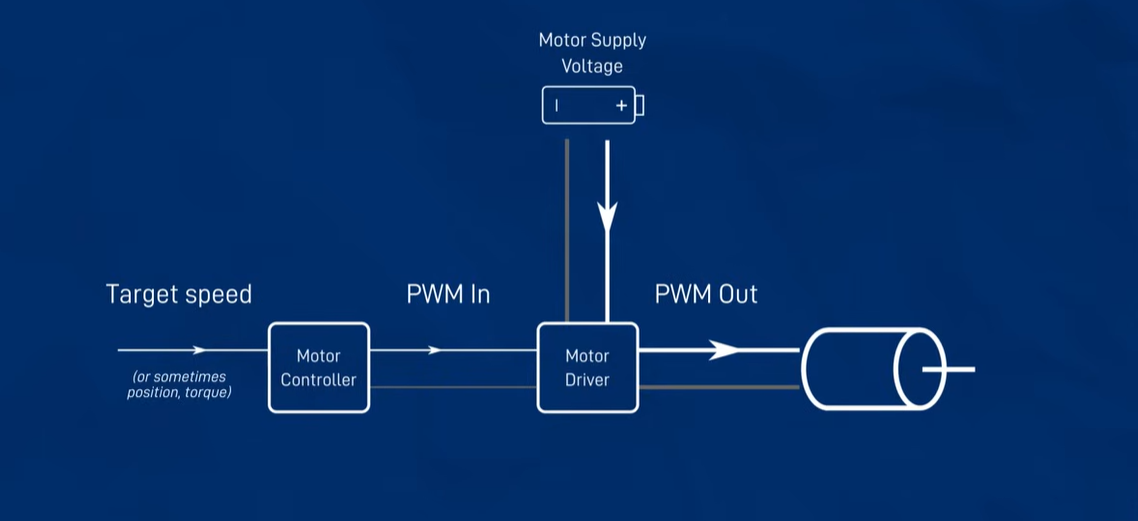 Motor Supply
Voltage
+
Target speed
PWM In
PWM Out
Motor
Controller
Motor
Driver
(or sometimes
position, torque)